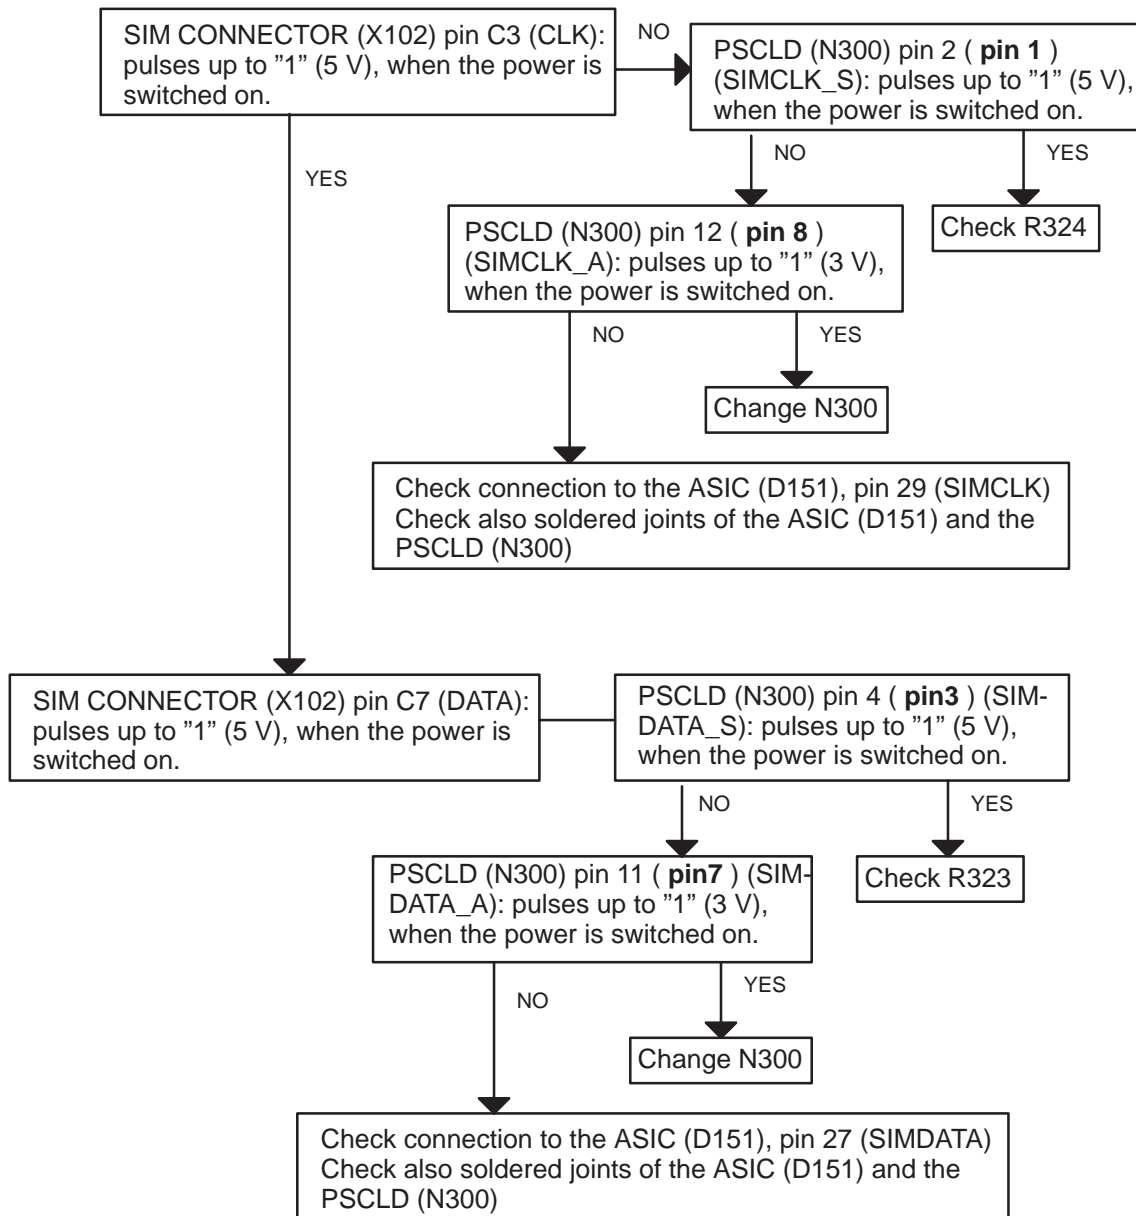 SIM CONNECTOR (X102) pin C3 (CLK):
pulses up to ”1” (5 V), when the power is
switched on.
NO
PSCLD (N300) pin 2 ( pin 1 )
(SIMCLK_S): pulses up to ”1” (5 V),
when the power is switched on.
YES
NO
YES
PSCLD (N300) pin 12 ( pin 8 )
(SIMCLK_A): pulses up to ”1” (3 V),
when the power is switched on.
Check R324
NO
YES
Change N300
Check connection to the ASIC (D151), pin 29 (SIMCLK)
Check also soldered joints of the ASIC (D151) and the
PSCLD (N300)
SIM CONNECTOR (X102) pin C7 (DATA):
pulses up to ”1” (5 V), when the power is
switched on.
PSCLD (N300) pin 4 ( pin3 ) (SIM-
DATA_S): pulses up to ”1” (5 V),
when the power is switched on.
NO
YES
PSCLD (N300) pin 11 ( pin7 ) (SIM-
DATA_A): pulses up to ”1” (3 V),
when the power is switched on.
Check R323
NO
YES
Change N300
Check connection to the ASIC (D151), pin 27 (SIMDATA)
Check also soldered joints of the ASIC (D151) and the
PSCLD (N300)